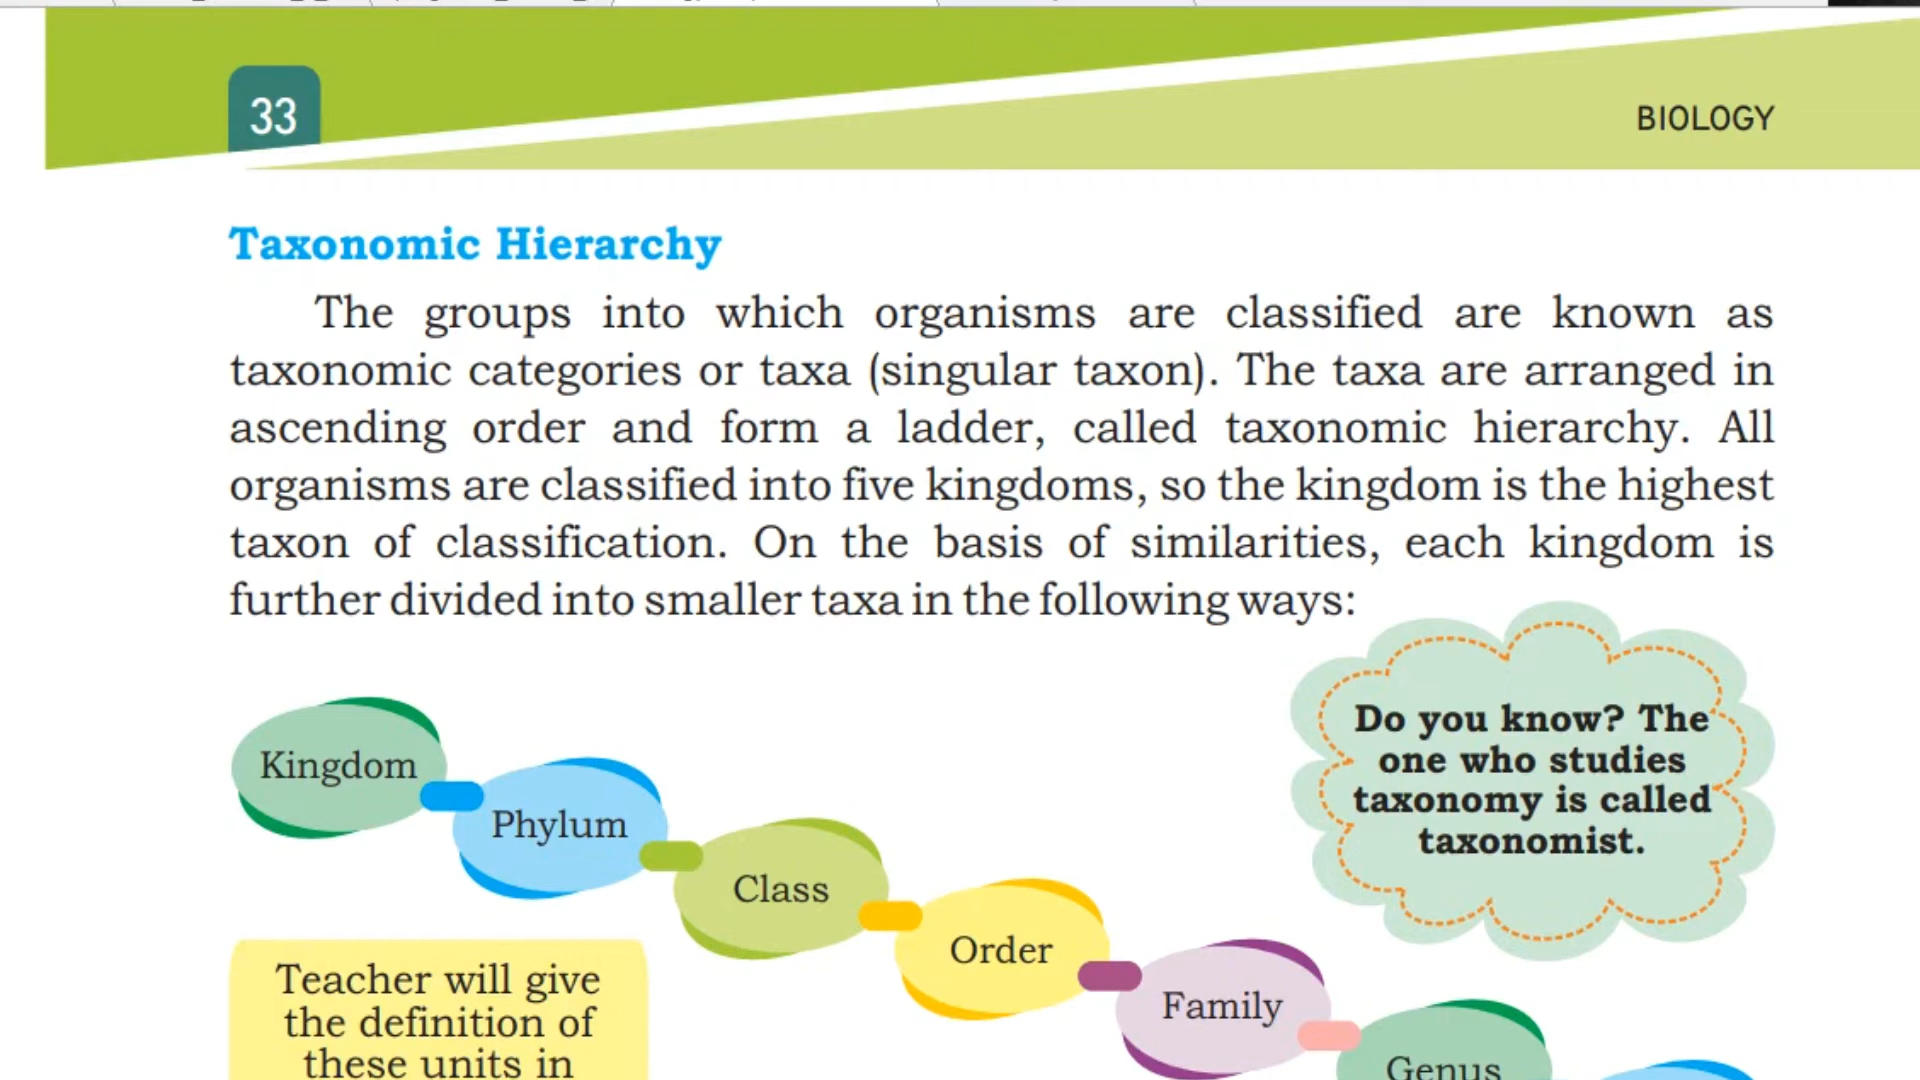 33
BIOLOGY
Taxonomic Hierarchy
The groups into which organisms are classified are known as
taxonomic categories or taxa (singular taxon). The taxa are arranged in
ascending order and form a ladder, called taxonomic hierarchy. All
organisms are classified into five kingdoms, so the kingdom is the highest
taxon of classification. On the basis of similarities, each kingdom is
further divided into smaller taxa in the following ways:
Do you know? The
one who studies
taxonomy is called
taxonomist.
Kingdom
Phylum
Class
Order
Family
Genus
Teacher will give
the definition of
these units in